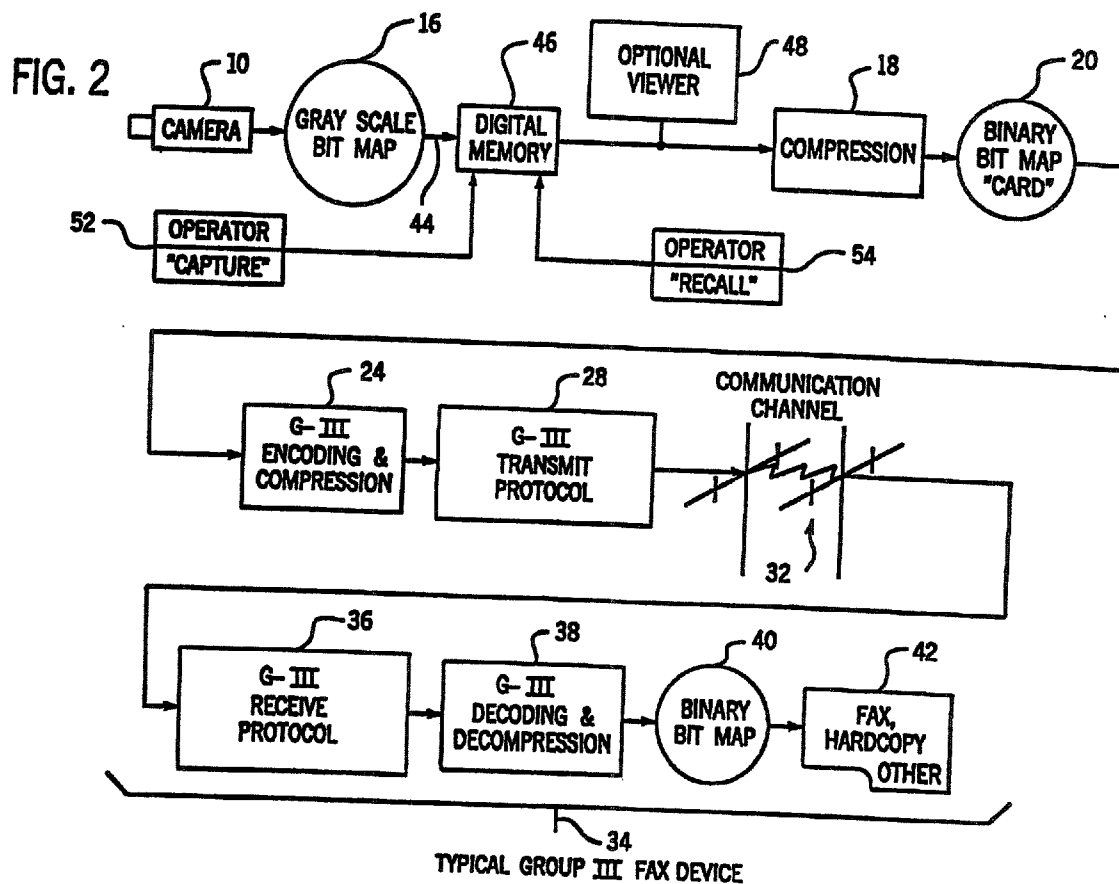 FIG. 2
10
16
46
48
18
20
CAMERA
GRAY SCALE
BIT MAP
44
DIGITAL
MEMORY
OPTIONAL
VIEWER
COMPRESSION
BINARY
BIT MAP
"CARD"
52
OPERATOR
"CAPTURE"
OPERATOR
"RECALL"
54
24
G-III
ENCODING &
COMPRESSION
28
G-III
TRANSMIT
PROTOCOL
COMMUNICATION
CHANNEL
32
36
G-III
RECEIVE
PROTOCOL
38
G-III
DECODING &
DECOMPRESSION
40
BINARY
BIT MAP
42
FAX,
HARDCOPY
OTHER
34
TYPICAL GROUP III FAX DEVICE